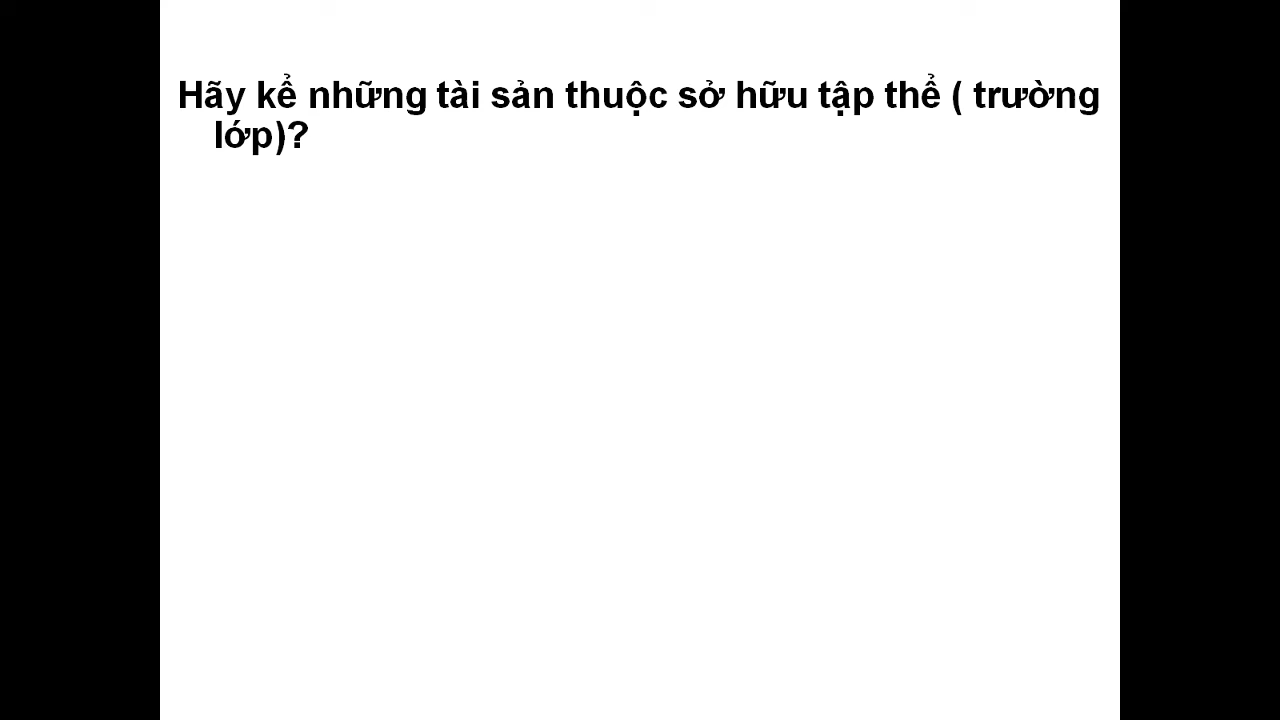 Hãy kể những tài sản thuộc sở hữu tập thể ( trường
lớp)?